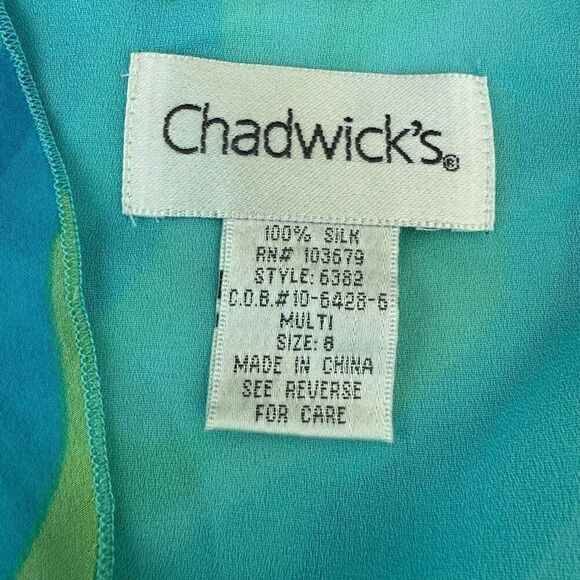 Chadwick's®
100% SILK
RN# 103679
STYLE: 6382
C.O.B.#10-6428-6
MULTI
SIZE: 8
MADE IN CHINA
SEE REVERSE
FOR CARE